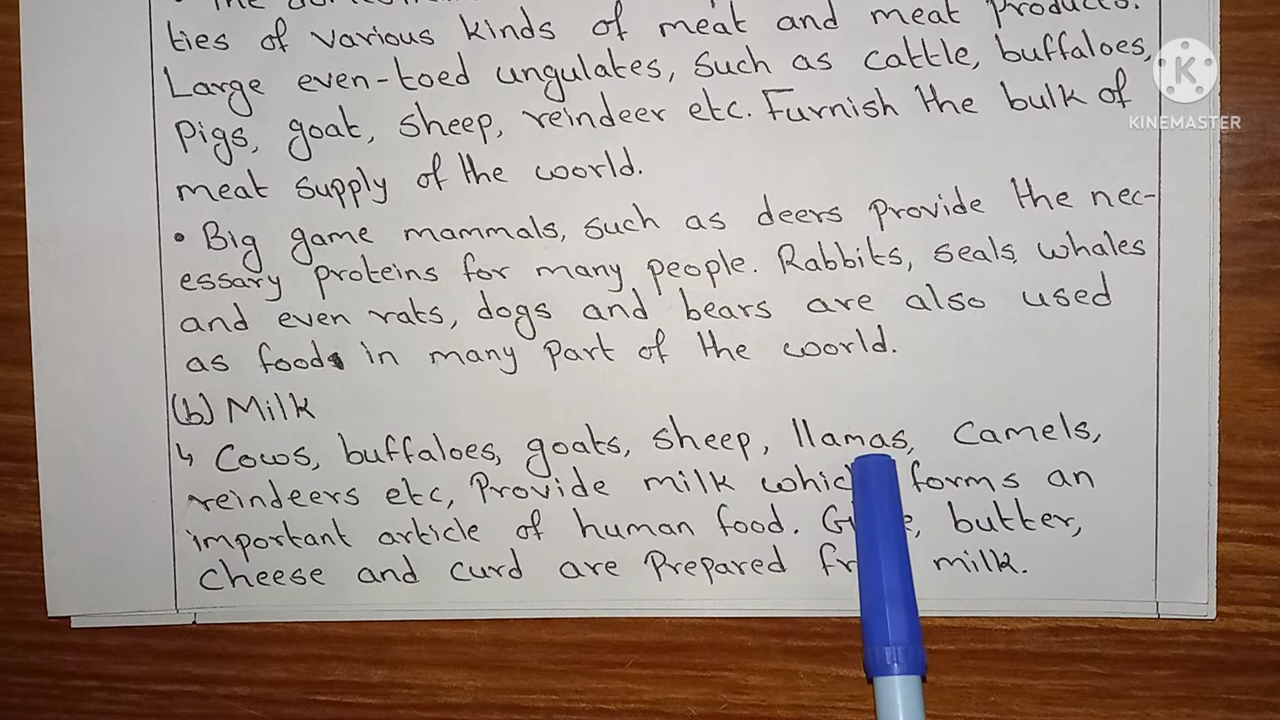 ties of various kinds of meat and meat products.
Large even-toed ungulates, such as cattle, buffaloes,
Pigs, goat, sheep, reindeer etc. Furnish the bulk of
meat supply of the world.
• Big game mammals, such as deers provide the nec-
essary proteins for many people. Rabbits, seals, whales
and even rats, dogs and bears are also used
as food in many part of the world.
(b) Milk
↳ Cows, buffaloes, goats, sheep, llamas, camels,
reindeers etc, Provide milk which forms an
important article of human food. butter,
cheese and curd are Prepared from milk.
K
KINEMASTER